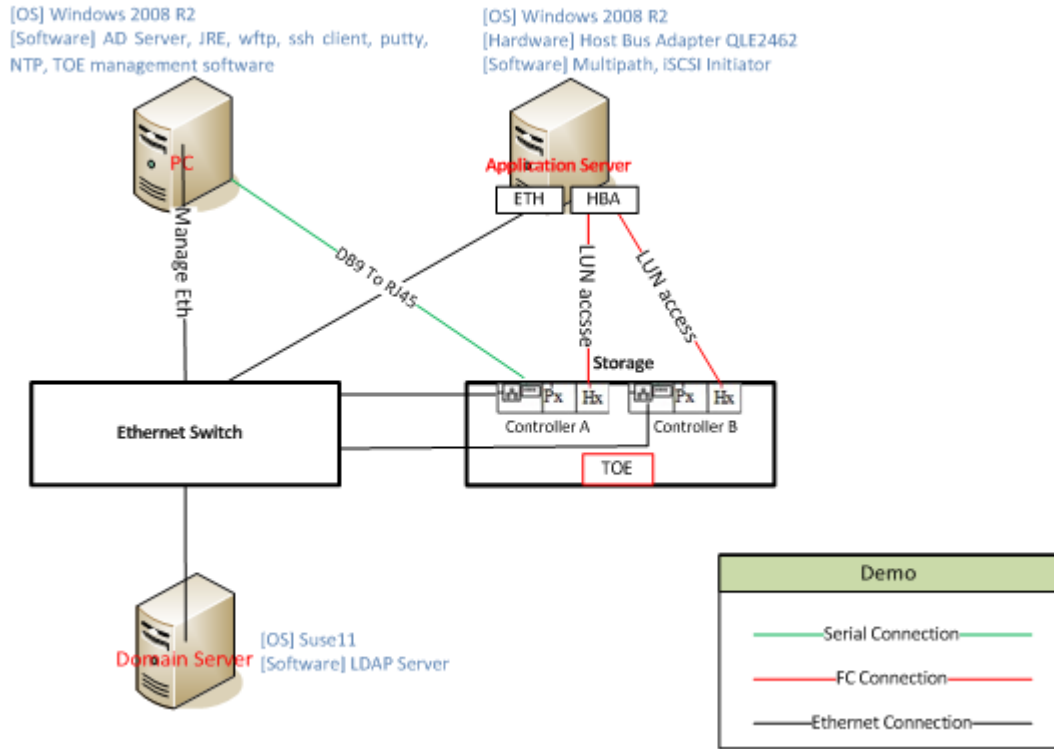 [OS] Windows 2008 R2
[Software] AD Server, JRE, wftp, ssh client, putty,
NTP, TOE management software
[OS] Windows 2008 R2
[Hardware] Host Bus Adapter QLE2462
[Software] Multipath, iSCSI Initiator
PC
Application Server
ETH
HBA
Manage Eth
DB9 To RJ45
LUN accsse
LUN access
Storage
Px
Hx
Px
Hx
Controller A
Controller B
TOE
Ethernet Switch
Domain Server
[OS] Suse11
[Software] LDAP Server
Demo
Serial Connection
FC Connection
Ethernet Connection